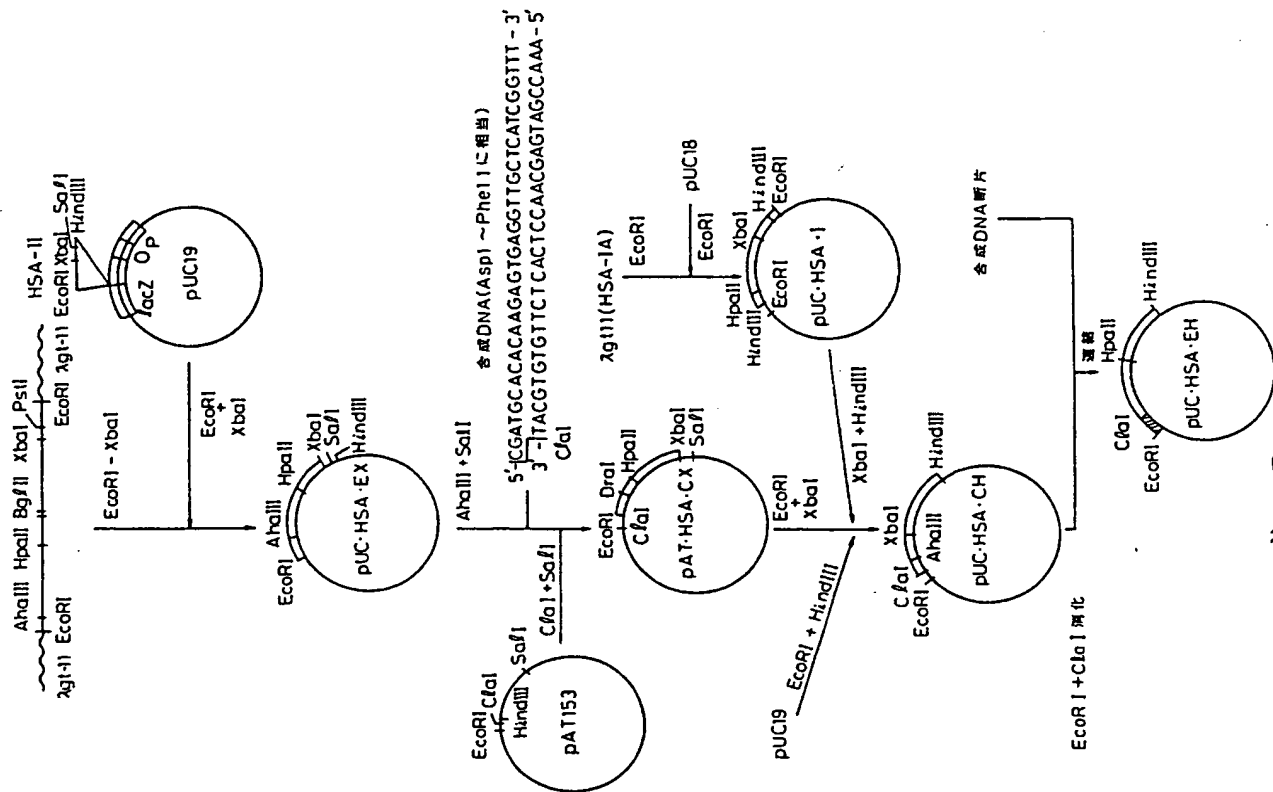 HSA-II
λgt-11 EcoRI AhaIII HpaII BglII XbaI PstI EcoRI λgt-11
EcoRI XbaI SalI HindIII
lacZ O P
pUC19
EcoRI - XbaI
EcoRI + XbaI
EcoRI AhaIII HpaII XbaI SalI HindIII
pUC·HSA·EX
合成DNA(Asp1 ~Phe11に相当)
5'-CGATGCACACAAGAGTGAGGTTGCTCATCGGTTT-3'
3'-TACGTGTGTTCTCACTCCAACGAGTAGCCAAA-5'
ClaI
AhaIII + SalI
EcoRI ClaI HindIII SalI
pAT153
ClaI + SalI
EcoRI ClaI DraI HpaII XbaI SalI
pAT·HSA·CX
λgt11(HSA-IA)
EcoRI
pUC18
EcoRI
HindIII EcoRI HpaII XbaI HindIII EcoRI
pUC·HSA·I
EcoRI + XbaI
XbaI + HindIII
pUC19
EcoRI + HindIII
EcoRI ClaI AhaIII XbaI HindIII
pUC·HSA·CH
EcoRI + ClaI 消化
合成DNA断片
連結
EcoRI ClaI HpaII HindIII
pUC·HSA·EH